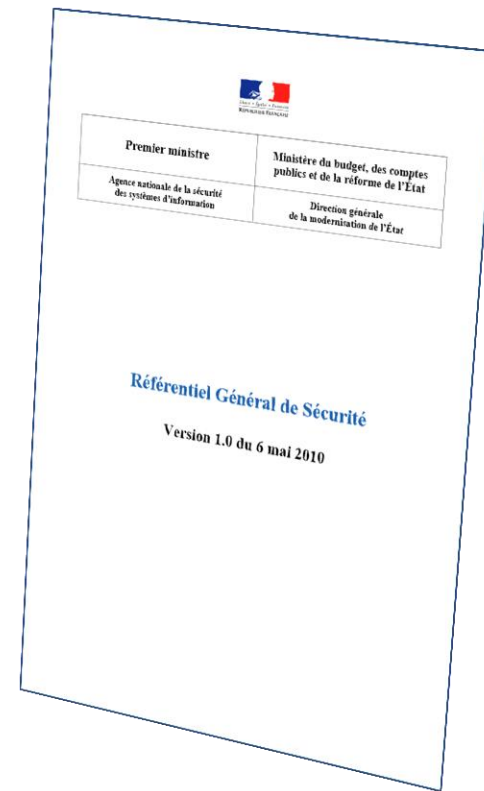 RÉPUBLIQUE FRANÇAISE
Premier ministre
Ministère du budget, des comptes
publics et de la réforme de l'État
Agence nationale de la sécurité
des systèmes d'information
Direction générale
de la modernisation de l'État
Référentiel Général de Sécurité
Version 1.0 du 6 mai 2010